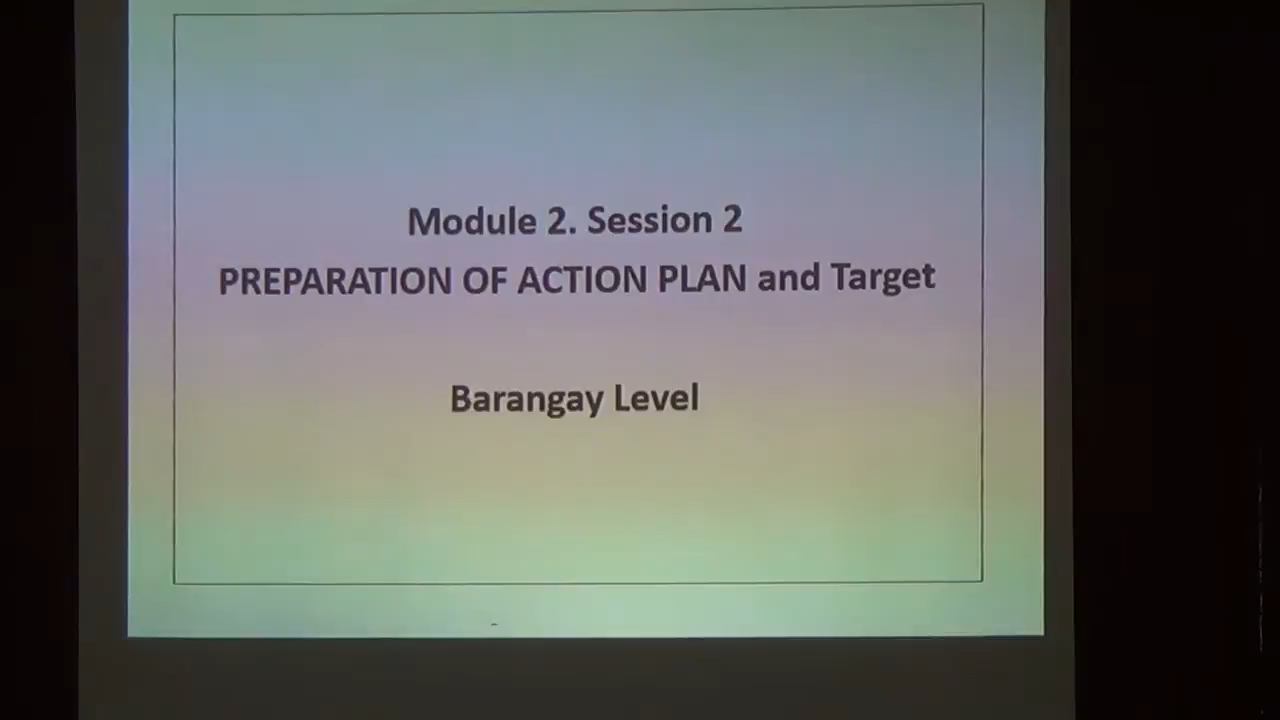 Module 2. Session 2
PREPARATION OF ACTION PLAN and Target
Barangay Level